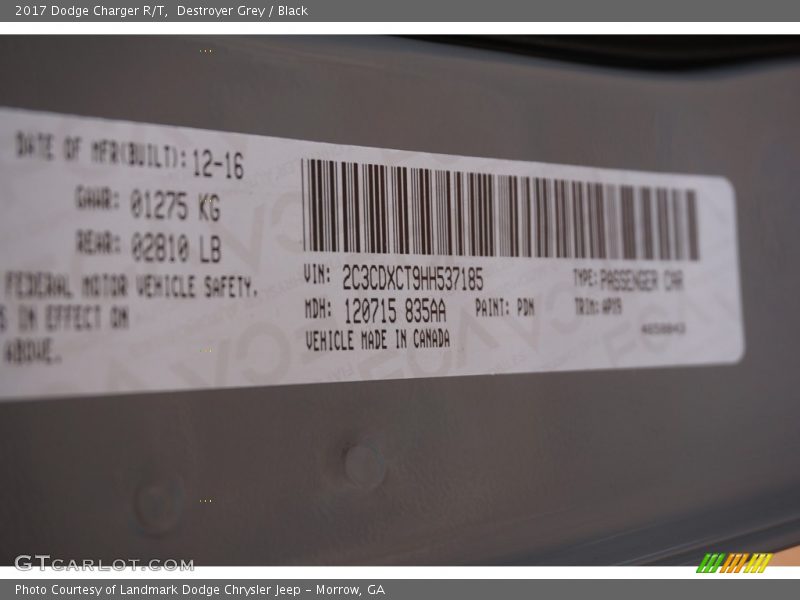 2017 Dodge Charger R/T, Destroyer Grey / Black
DATE OF MFR(BUILT): 12-16
GAWR: 01275 KG
REAR: 02810 LB
FEDERAL MOTOR VEHICLE SAFETY.
S IN EFFECT ON
ABOVE.
VIN: 2C3CDXCT9HH537185
TYPE: PASSENGER CAR
MDH: 120715 835AA
PAINT: PDN
TRIM:
VEHICLE MADE IN CANADA
GTCARLOT.COM
Photo Courtesy of Landmark Dodge Chrysler Jeep – Morrow, GA